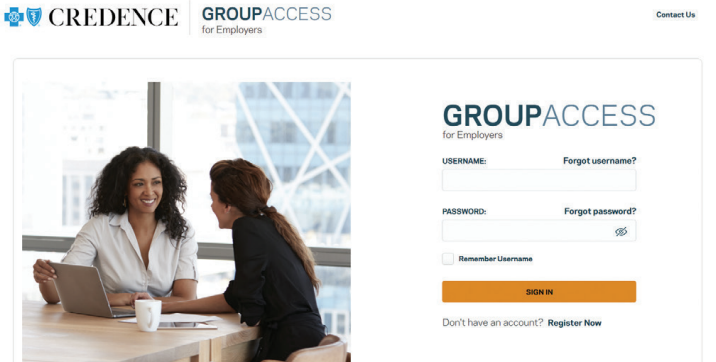 CREDENCE
GROUPACCESS
for Employers
Contact Us
GROUPACCESS
for Employers
USERNAME: Forgot username?
PASSWORD: Forgot password?
Remember Username
SIGN IN
Don't have an account? Register Now